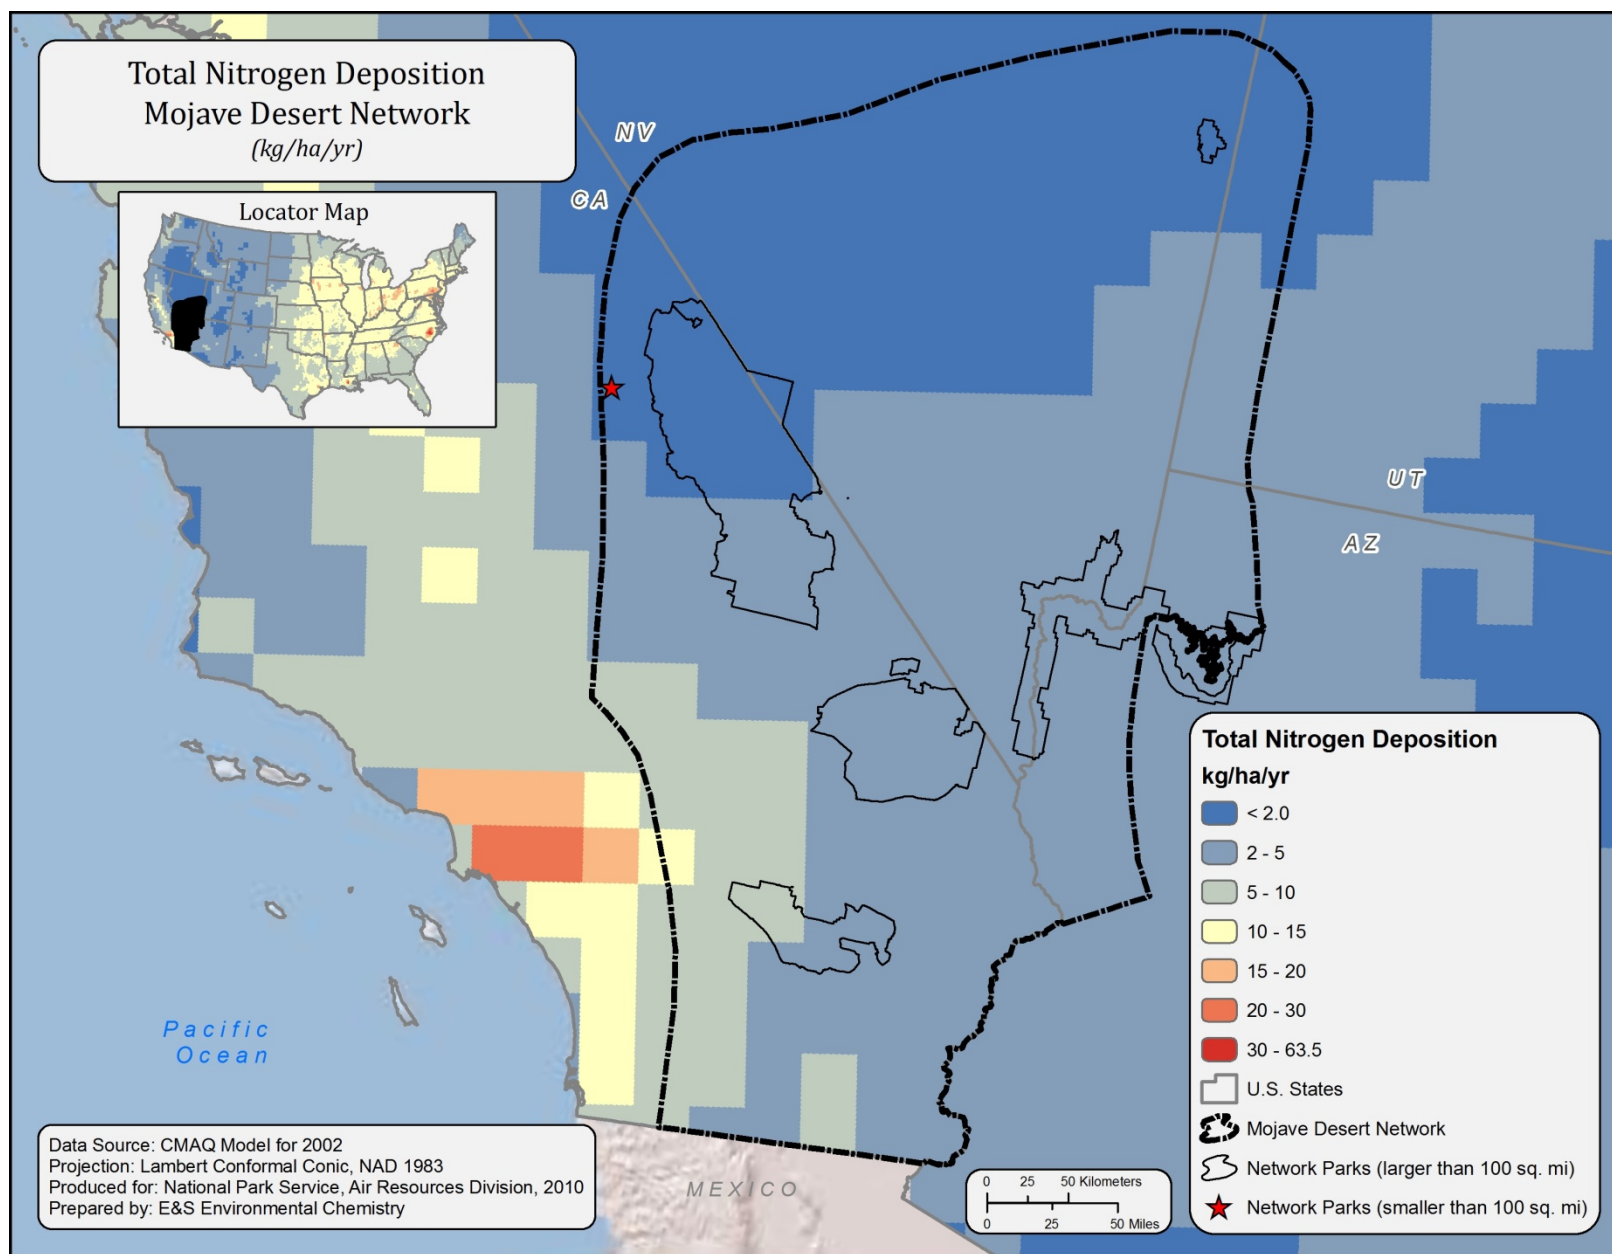 Total Nitrogen Deposition
Mojave Desert Network
(kg/ha/yr)
Locator Map
NV
CA
UT
AZ
Pacific
Ocean
MEXICO
Data Source: CMAQ Model for 2002
Projection: Lambert Conformal Conic, NAD 1983
Produced for: National Park Service, Air Resources Division, 2010
Prepared by: E&S Environmental Chemistry
0 25 50 Kilometers
0 25 50 Miles
Total Nitrogen Deposition
kg/ha/yr
< 2.0
2 - 5
5 - 10
10 - 15
15 - 20
20 - 30
30 - 63.5
U.S. States
Mojave Desert Network
Network Parks (larger than 100 sq. mi)
Network Parks (smaller than 100 sq. mi)